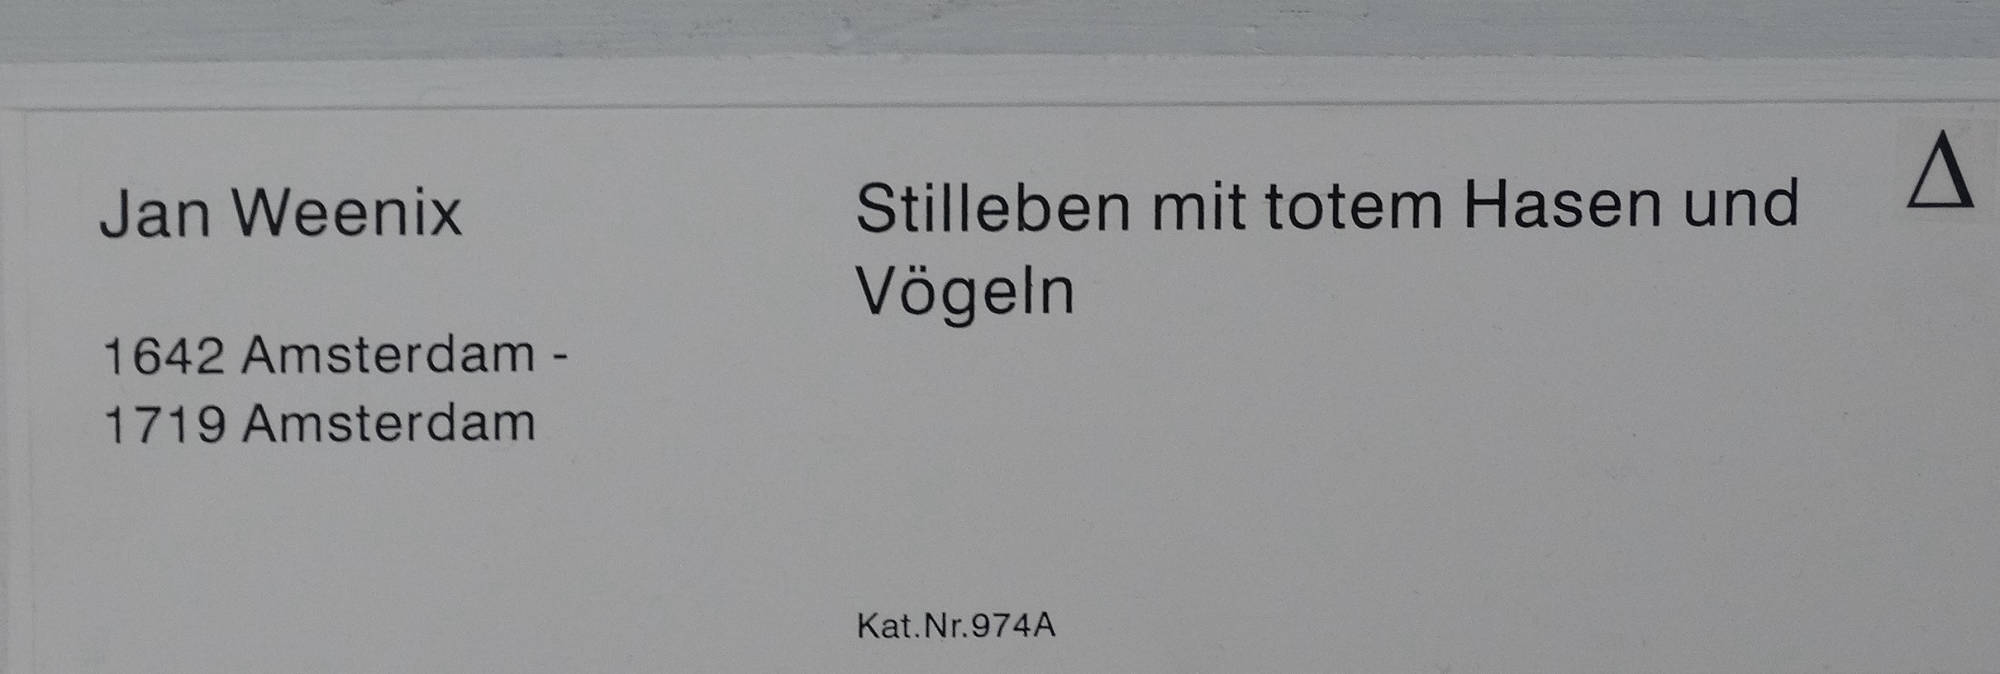 Jan Weenix
1642 Amsterdam -
1719 Amsterdam
Stilleben mit totem Hasen und
Vögeln
Kat.Nr.974A
Δ